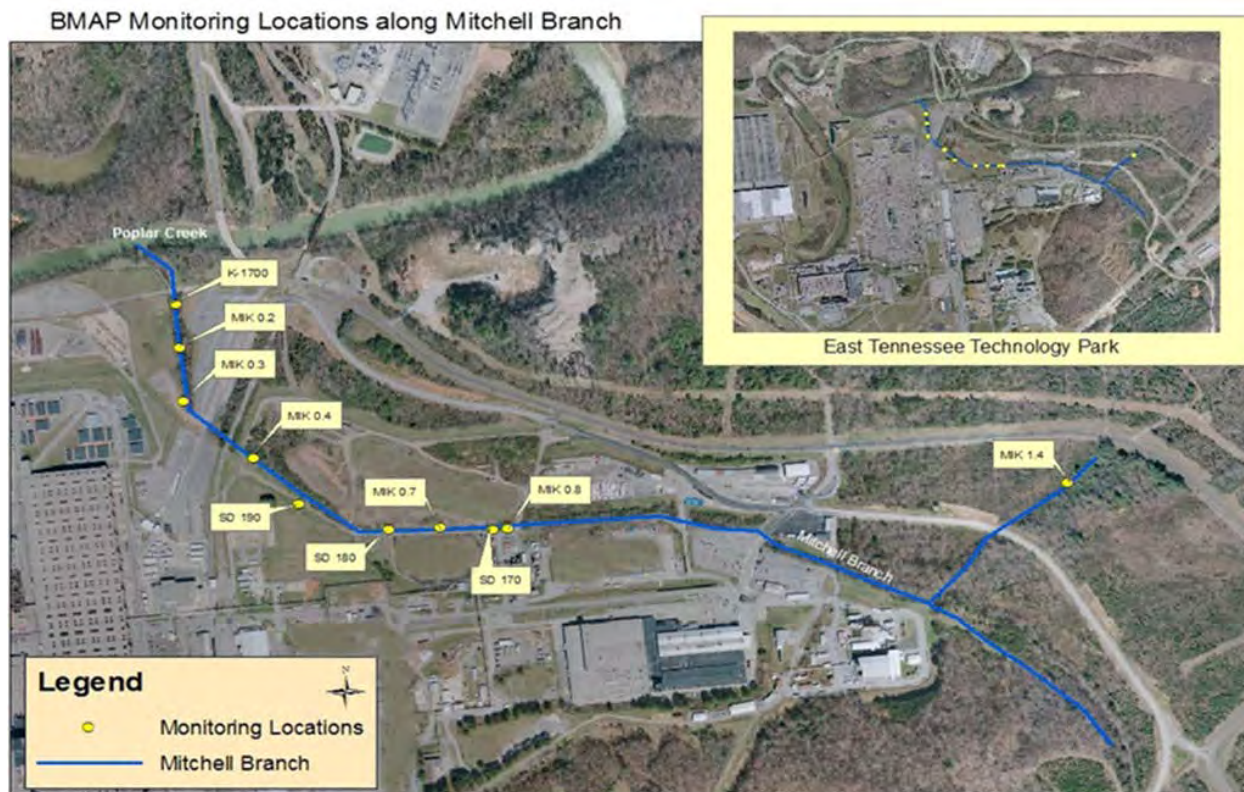 BMAP Monitoring Locations along Mitchell Branch
East Tennessee Technology Park
Poplar Creek
K-1700
MIK 0.2
MIK 0.3
MIK 0.4
MIK 1.4
MIK 0.7
MIK 0.8
SD 190
SD 180
SD 170
Mitchell Branch
Legend
N
Monitoring Locations
Mitchell Branch